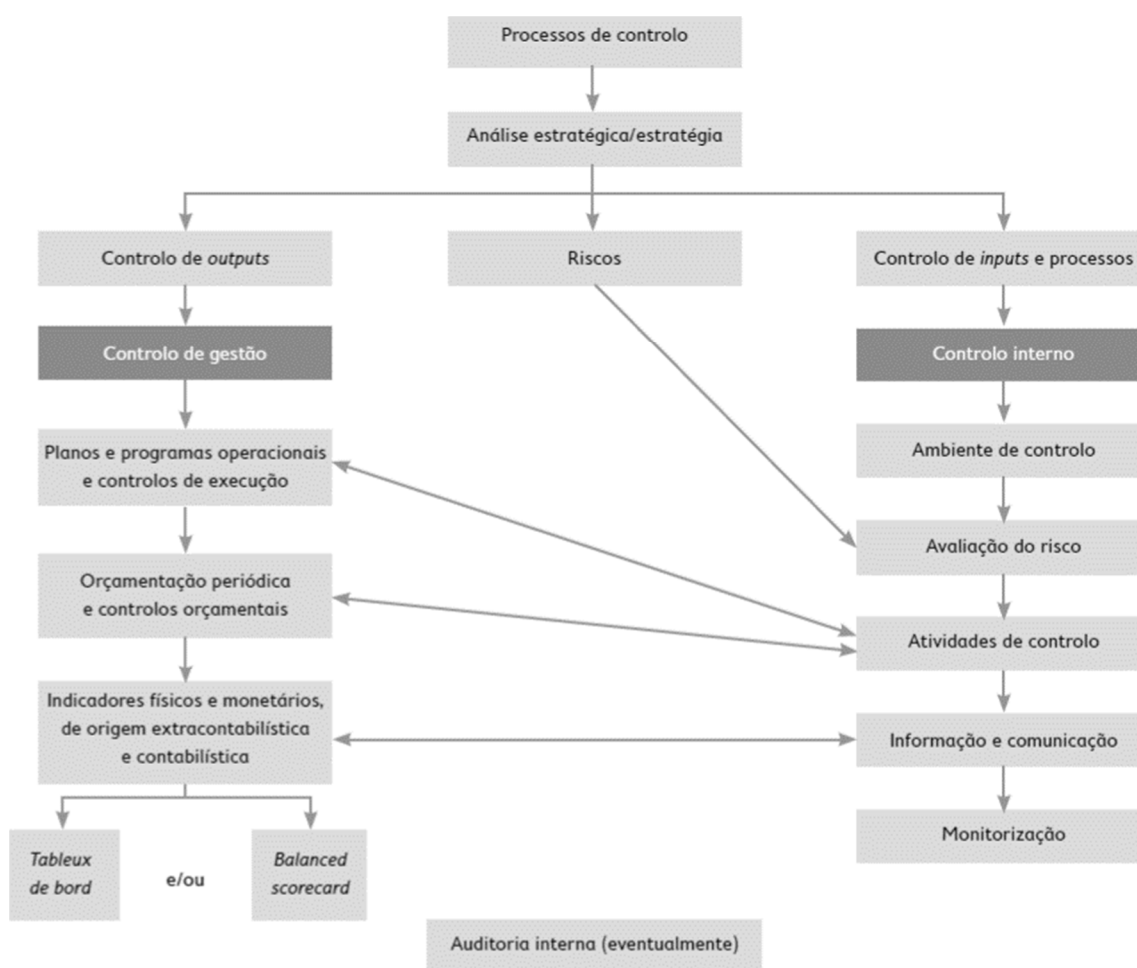 Processos de controlo
Análise estratégica/estratégia
Controlo de outputs
Riscos
Controlo de inputs e processos
Controlo de gestão
Controlo interno
Planos e programas operacionais
e controlos de execução
Ambiente de controlo
Avaliação do risco
Orçamentação periódica
e controlos orçamentais
Atividades de controlo
Indicadores físicos e monetários,
de origem extracontabilística
e contabilística
Informação e comunicação
Monitorização
Tableux
de bord
e/ou
Balanced
scorecard
Auditoria interna (eventualmente)